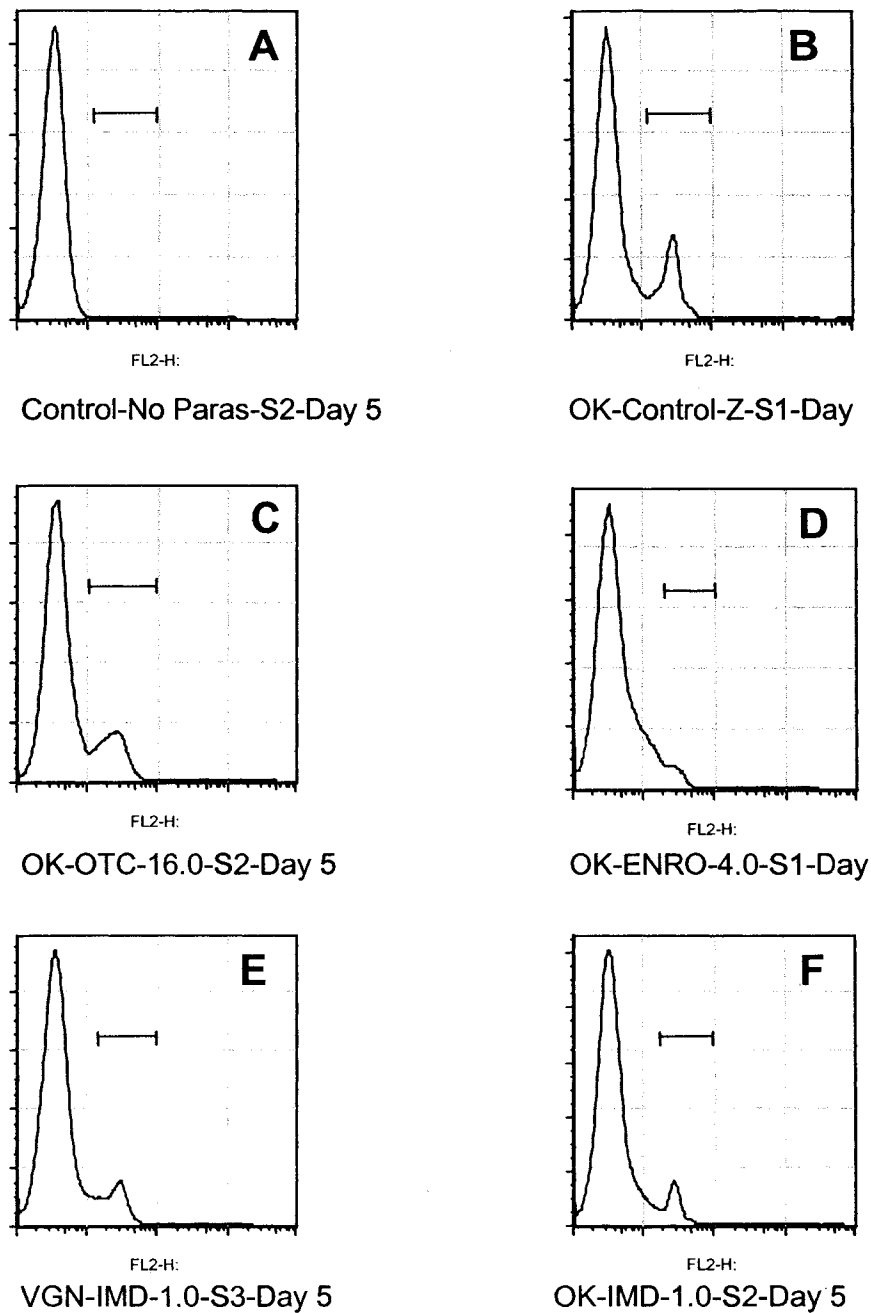 A
B
FL2-H:
FL2-H:
Control-No Paras-S2-Day 5
OK-Control-Z-S1-Day
C
D
FL2-H:
FL2-H:
OK-OTC-16.0-S2-Day 5
OK-ENRO-4.0-S1-Day
E
F
FL2-H:
FL2-H:
VGN-IMD-1.0-S3-Day 5
OK-IMD-1.0-S2-Day 5